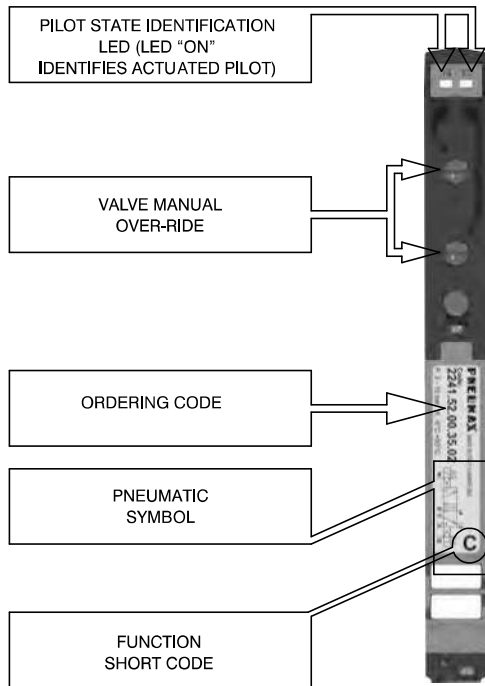 PILOT STATE IDENTIFICATION
LED (LED “ON”
IDENTIFIES ACTUATED PILOT)
VALVE MANUAL
OVER-RIDE
ORDERING CODE
PNEUMATIC
SYMBOL
FUNCTION
SHORT CODE
PNEUMAX
2241.52.00.35.02
C